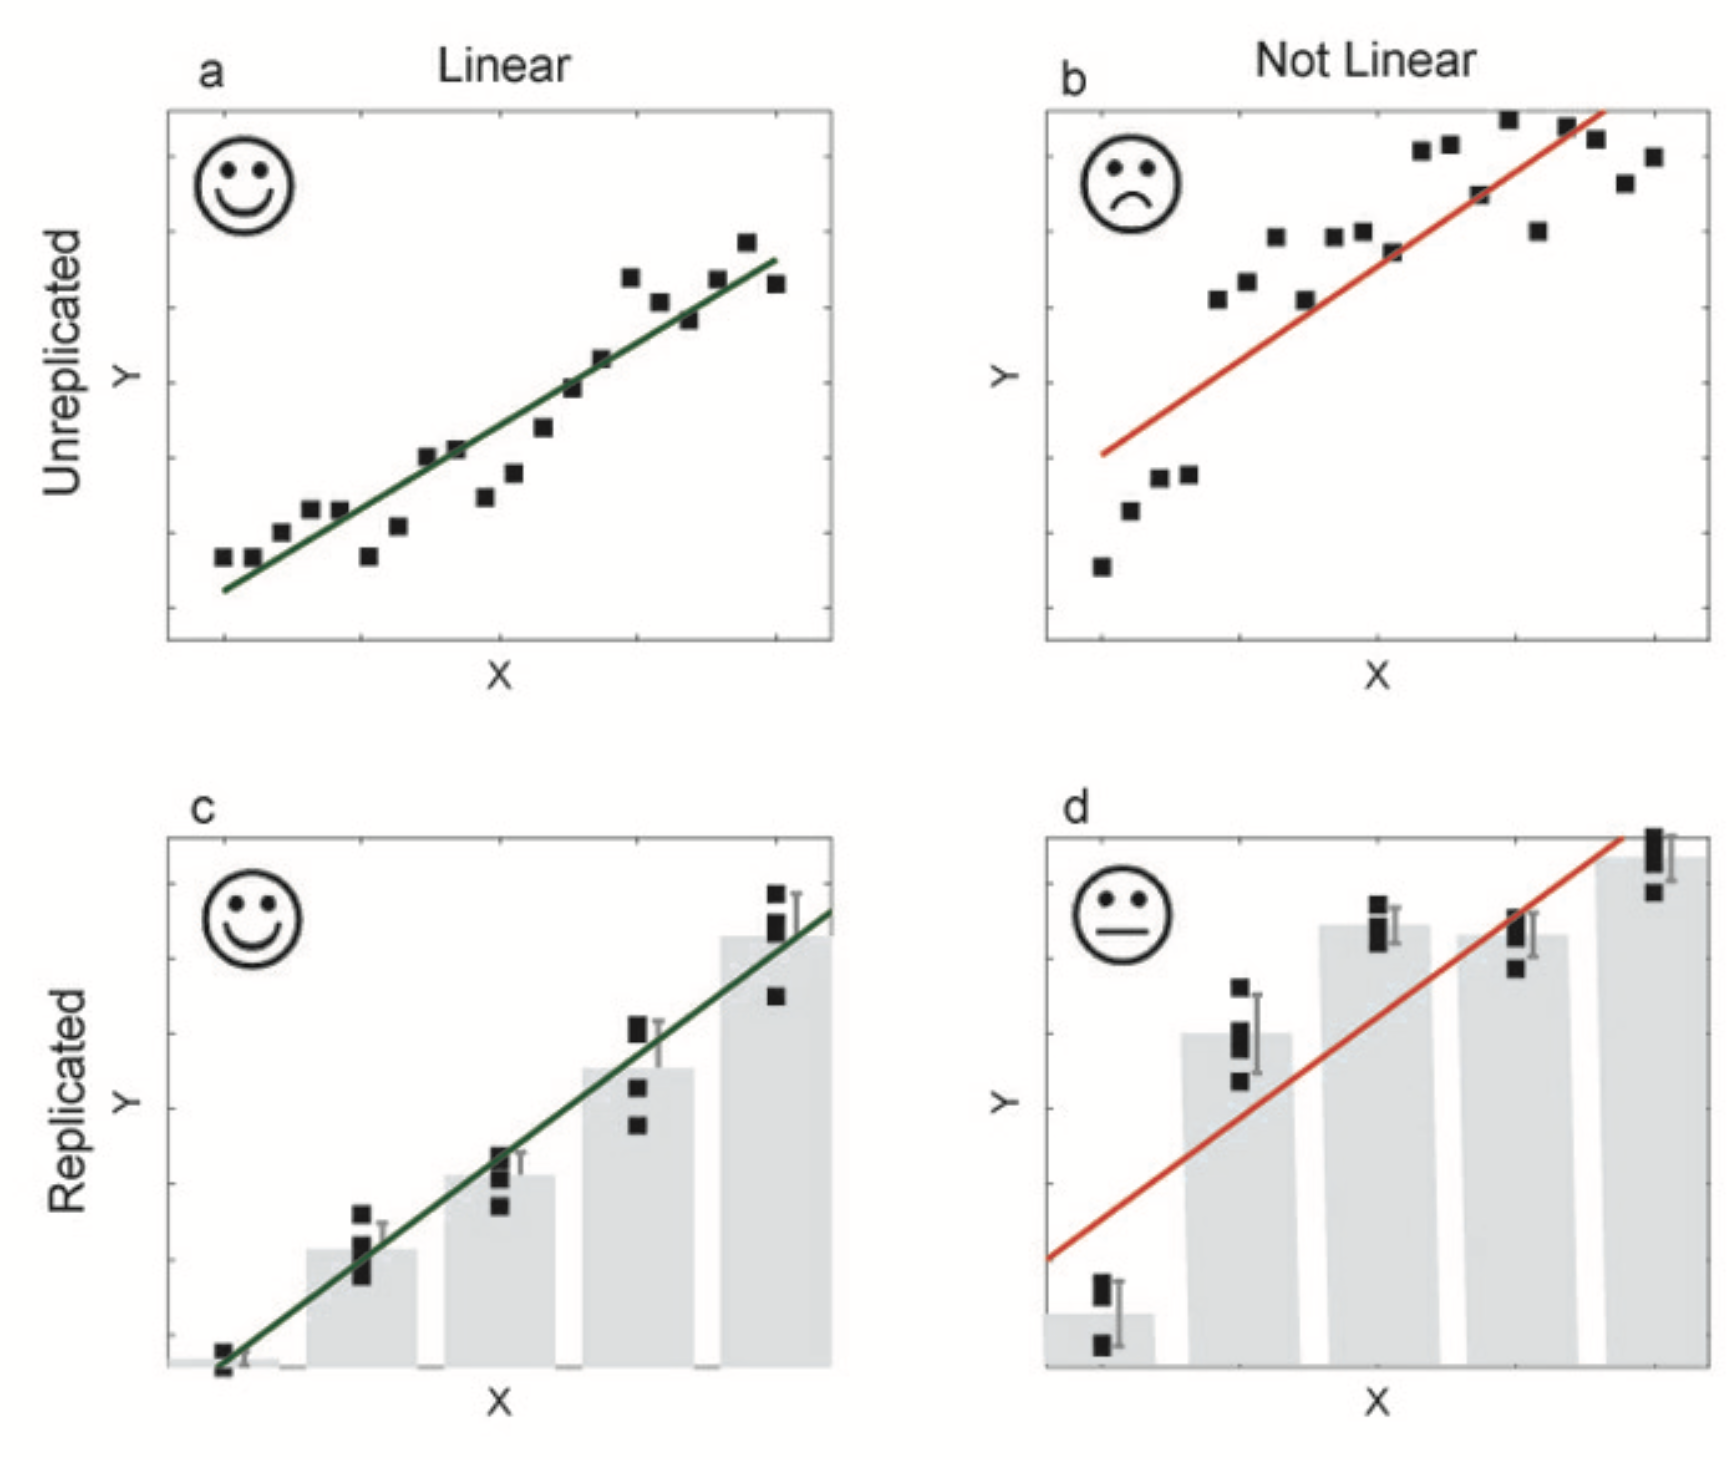 a
Linear
b
Not Linear
Unreplicated
Y
X
Y
X
c
d
Replicated
Y
X
Y
X